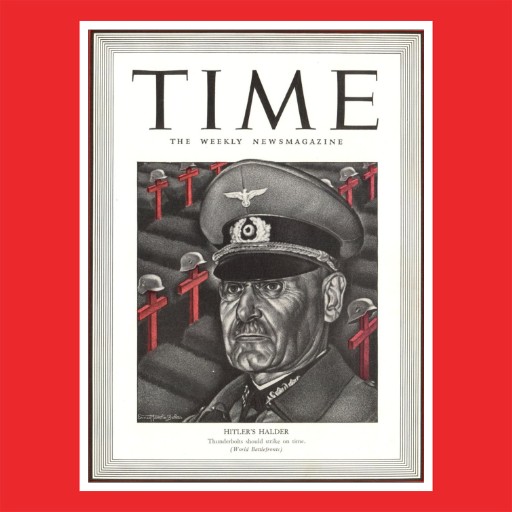 TIME
THE WEEKLY NEWSMAGAZINE
HITLER'S HALDER
Thunderbolts should strike on time.
(World Battlefronts)